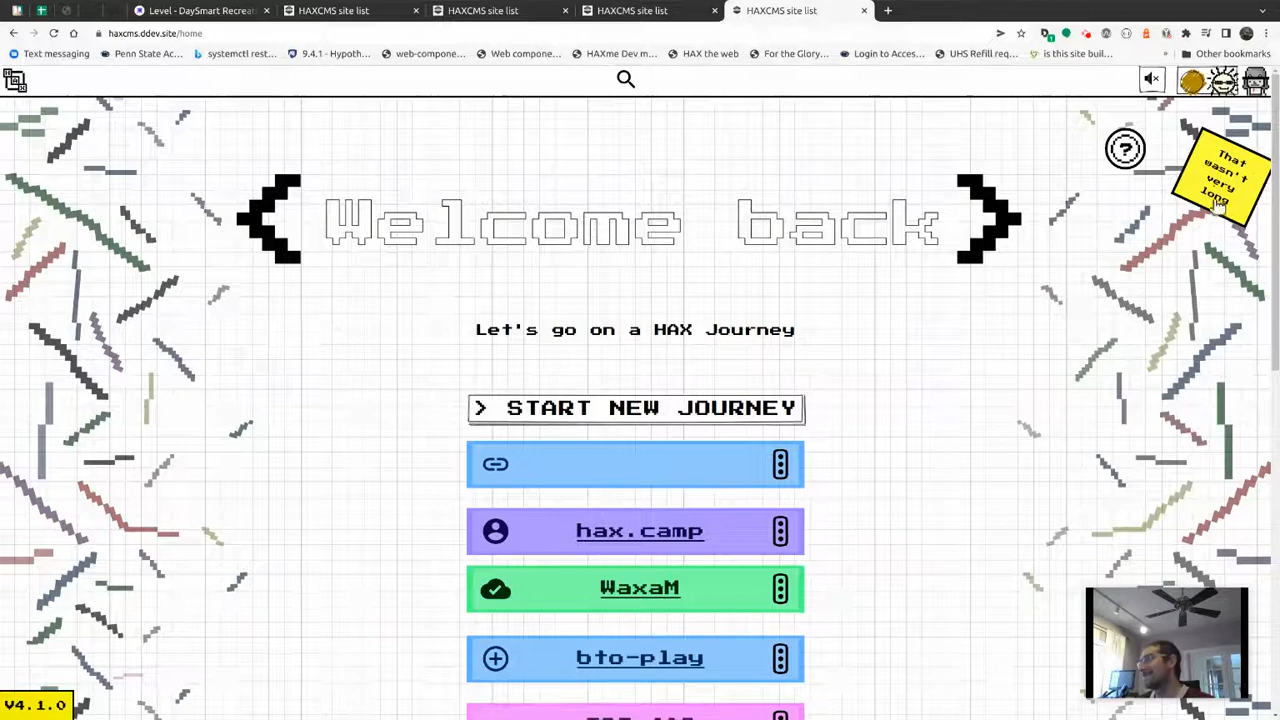 Level - DaySmart Recreat
HAXCMS site list
HAXCMS site list
HAXCMS site list
HAXCMS site list
haxcms.ddev.site/home
Text messaging
Penn State Ac...
systemctl rest...
9.4.1 - Hypoth...
web-compone...
Web compone...
HAXme Dev m...
HAX the web
For the Glory...
Login to Acces...
UHS Refill req...
is this site buil...
Other bookmarks
?
That
wasn't
very
long
Welcome back
Let's go on a HAX Journey
> START NEW JOURNEY
hax.camp
WaxaM
bto-play
V4.1.0